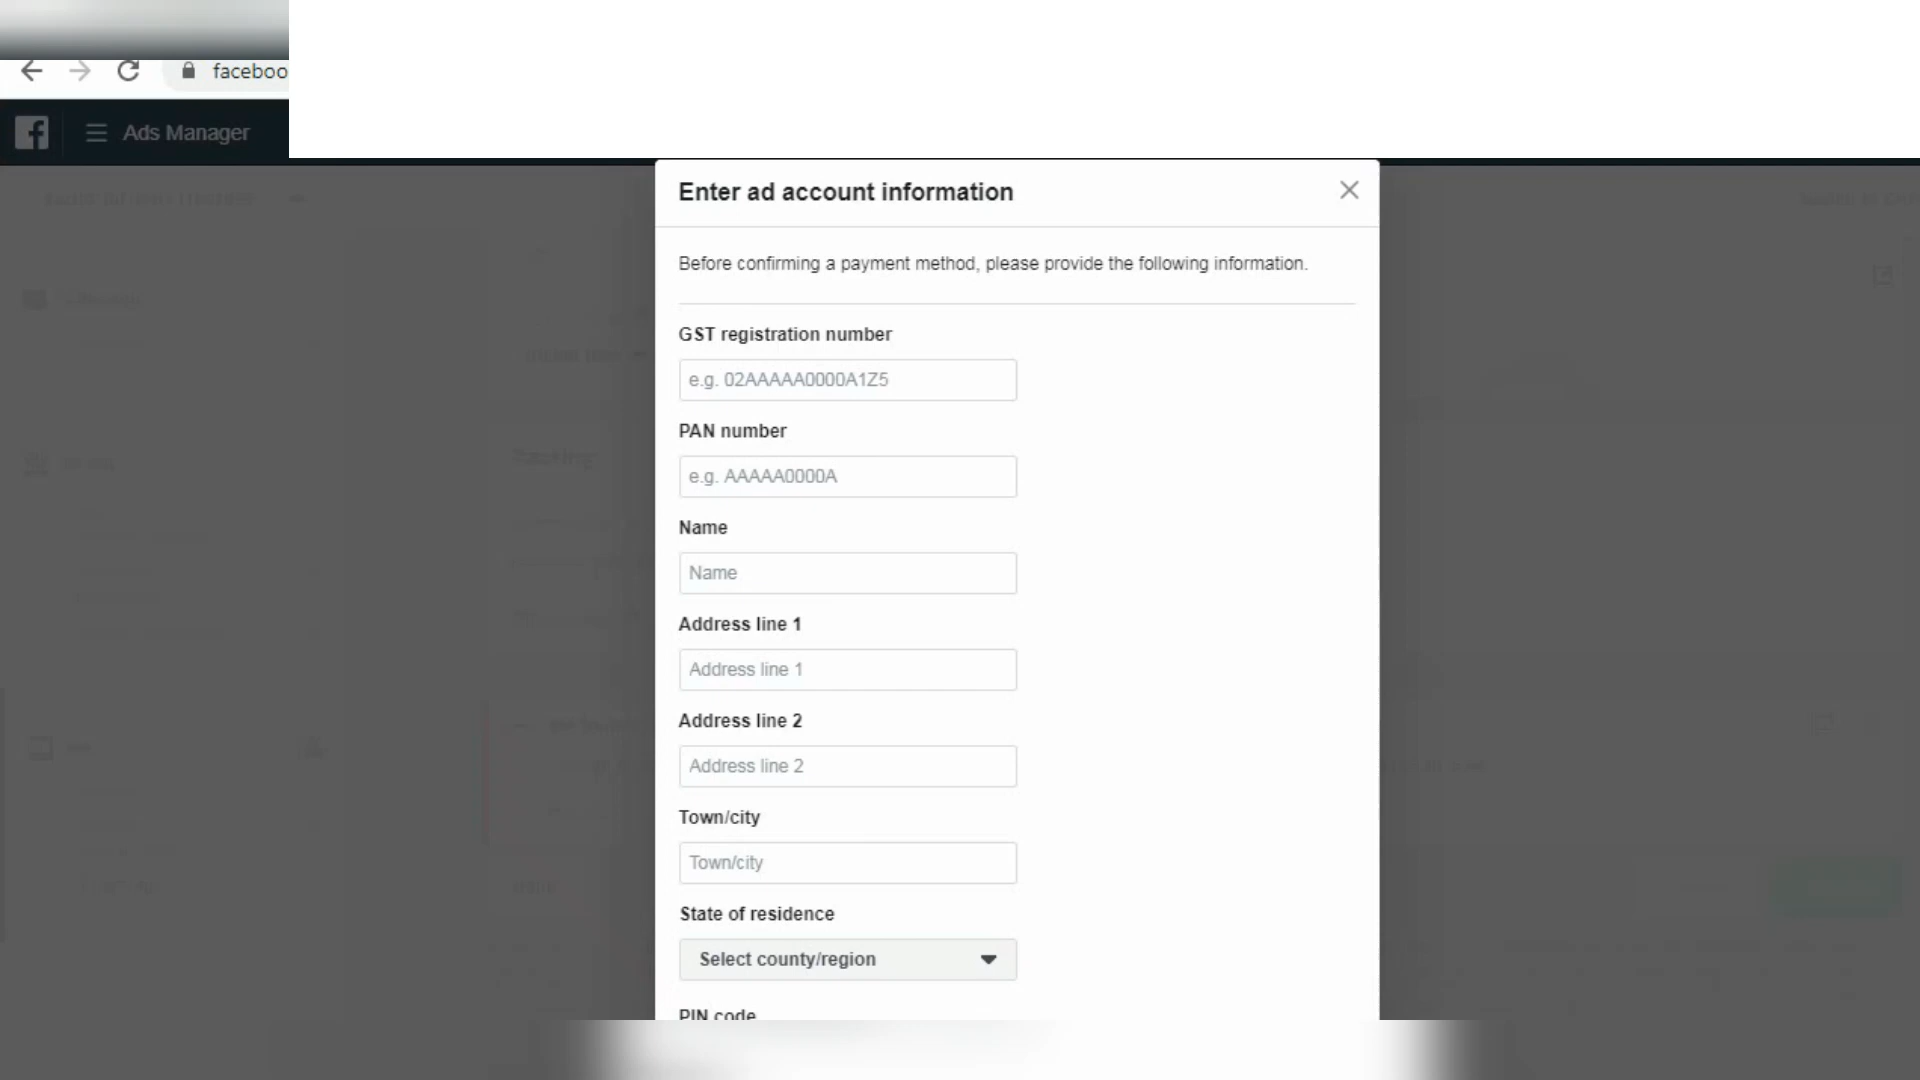 faceboo
Ads Manager
Enter ad account information
Before confirming a payment method, please provide the following information.
GST registration number
e.g. 02AAAAA0000A1Z5
PAN number
e.g. AAAAA0000A
Name
Name
Address line 1
Address line 1
Address line 2
Address line 2
Town/city
Town/city
State of residence
Select county/region
PIN code